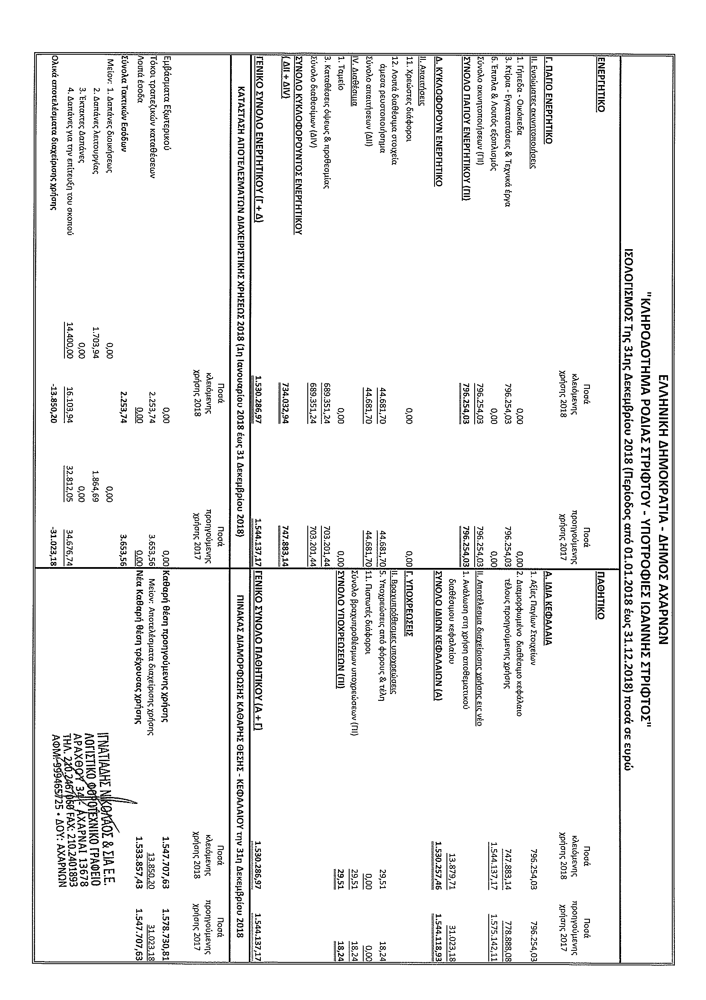 ΕΛΛΗΝΙΚΗ ΔΗΜΟΚΡΑΤΙΑ - ΔΗΜΟΣ ΑΧΑΡΝΩΝ
"ΚΛΗΡΟΔΟΤΗΜΑ ΡΟΔΙΑΣ ΣΤΡΙΦΤΟΥ - ΥΠΟΤΡΟΦΙΕΣ ΙΩΑΝΝΗΣ ΣΤΡΙΦΤΟΣ"
ΙΣΟΛΟΓΙΣΜΟΣ Της 31ης Δεκεμβρίου 2018 (Περίοδος από 01.01.2018 έως 31.12.2018) ποσά σε ευρώ
ΕΝΕΡΓΗΤΙΚΟ
Ποσά κλειόμενης χρήσης 2018 Ποσά προηγούμενης χρήσης 2017
Γ. ΠΑΓΙΟ ΕΝΕΡΓΗΤΙΚΟ
ΙΙ. Ενσώματες ακινητοποιήσεις
1. Γήπεδα - Οικόπεδα 0,00 0,00
3. Κτίρια - Εγκαταστάσεις & Τεχνικά έργα 796.254,03 796.254,03
6. Έπιπλα & Λοιπός εξοπλισμός 0,00 0,00
Σύνολο ακινητοποιήσεων (ΓΙΙ) 796.254,03 796.254,03
ΣΥΝΟΛΟ ΠΑΓΙΟΥ ΕΝΕΡΓΗΤΙΚΟΥ (ΓΙΙ) 796.254,03 796.254,03
Δ. ΚΥΚΛΟΦΟΡΟΥΝ ΕΝΕΡΓΗΤΙΚΟ
ΙΙ. Απαιτήσεις
11. Χρεώστες διάφοροι 0,00 0,00
12. Λοιπά διαθέσιμα στοιχεία
άμεσα ρευστοποιήσημα 44.681,70 44.681,70
Σύνολο απαιτήσεων (ΔΙΙ) 44.681,70 44.681,70
IV. Διαθέσιμα
1. Ταμείο 0,00 0,00
3. Καταθέσεις όψεως & προθεσμίας 689.351,24 703.201,44
Σύνολο διαθεσίμων (ΔIV) 689.351,24 703.201,44
ΣΥΝΟΛΟ ΚΥΚΛΟΦΟΡΟΥΝΤΟΣ ΕΝΕΡΓΗΤΙΚΟΥ
( ΔΙΙ + ΔIV) 734.032,94 747.883,14
ΓΕΝΙΚΟ ΣΥΝΟΛΟ ΕΝΕΡΓΗΤΙΚΟΥ (Γ + Δ) 1.530.286,97 1.544.137,17
ΠΑΘΗΤΙΚΟ
Ποσά κλειόμενης χρήσης 2018 Ποσά προηγούμενης χρήσης 2017
Α. ΙΔΙΑ ΚΕΦΑΛΑΙΑ
1. Αξίες Παγίων Στοιχείων 796.254,03 796.254,03
2. Διαμορφωμένο διαθέσιμο κεφάλαιο
τέλους προηγούμενης χρήσης 747.883,14 778.888,08
1.544.137,17 1.575.142,11
ΙΙ. Αποτέλεσμα διαχείρισης χρήσης εις νέο
1. Ανάλωση στη χρήση αποθεματικού
διαθέσιμου κεφαλαίου 13.879,71 31.023,18
ΣΥΝΟΛΟ ΙΔΙΩΝ ΚΕΦΑΛΑΙΩΝ (Α) 1.530.257,46 1.544.118,93
Γ. ΥΠΟΧΡΕΩΣΕΙΣ
ΙΙ. Βραχυπρόθεσμες υποχρεώσεις
5. Υποχρεώσεις από φόρους & τέλη 29,51 18,24
11. Πιστωτές διάφοροι 0,00 0,00
Σύνολο βραχυπροθέσμων υποχρεώσεων (ΓΙΙ) 29,51 18,24
ΣΥΝΟΛΟ ΥΠΟΧΡΕΩΣΕΩΝ (ΓΙΙ) 29,51 18,24
ΓΕΝΙΚΟ ΣΥΝΟΛΟ ΠΑΘΗΤΙΚΟΥ (Α + Γ) 1.530.286,97 1.544.137,17
ΚΑΤΑΣΤΑΣΗ ΑΠΟΤΕΛΕΣΜΑΤΩΝ ΔΙΑΧΕΙΡΙΣΤΙΚΗΣ ΧΡΗΣΕΩΣ 2018 (1η Ιανουαρίου 2018 έως 31 Δεκεμβρίου 2018)
Ποσά κλειόμενης χρήσης 2018 Ποσά προηγούμενης χρήσης 2017
Εμβάσματα Εξωτερικού 0,00 0,00
Τόκοι τραπεζικών καταθέσεων 2.253,74 3.653,56
Λοιπά έσοδα 0,00 0,00
Σύνολα Τακτικών Εσόδων 2.253,74 3.653,56
Μείον: 1. Δαπάνες διοικήσεως 0,00 0,00
2. Δαπάνες λειτουργίας 1.703,94 1.864,69
3. Έκτακτες Δαπάνες 0,00 0,00
4. Δαπάνες για την επίτευξη του σκοπού 14.400,00 16.103,94 32.812,05 34.676,74
Ολικά αποτελέσματα διαχείρισης χρήσης -13.850,20 -31.023,18
ΠΙΝΑΚΑΣ ΔΙΑΜΟΡΦΩΣΗΣ ΚΑΘΑΡΗΣ ΘΕΣΗΣ - ΚΕΦΑΛΑΙΟΥ την 31η Δεκεμβρίου 2018
Ποσά κλειόμενης χρήσης 2018 Ποσά προηγούμενης χρήσης 2017
Καθαρή θέση προηγούμενης χρήσης 1.547.707,63 1.578.730,81
Μείον: Αποτελέσματα διαχείρισης χρήσης 13.850,20 31.023,18
Νέα Καθαρή θέση τρέχουσας χρήσης 1.533.857,43 1.547.707,63
ΙΓΝΑΤΙΑΔΗΣ ΝΙΚΟΛΑΟΣ & ΣΙΑ Ε.Ε.
ΛΟΓΙΣΤΙΚΟ ΦΟΡΟΤΕΧΝΙΚΟ ΓΡΑΦΕΙΟ
ΑΡΑΧΘΟΥ 34 - ΑΧΑΡΝΑΙ 13678
ΤΗΛ. 210.2467060 FAX: 210.2401893
ΑΦΜ: 999465725 • ΔΟΥ: ΑΧΑΡΝΩΝ